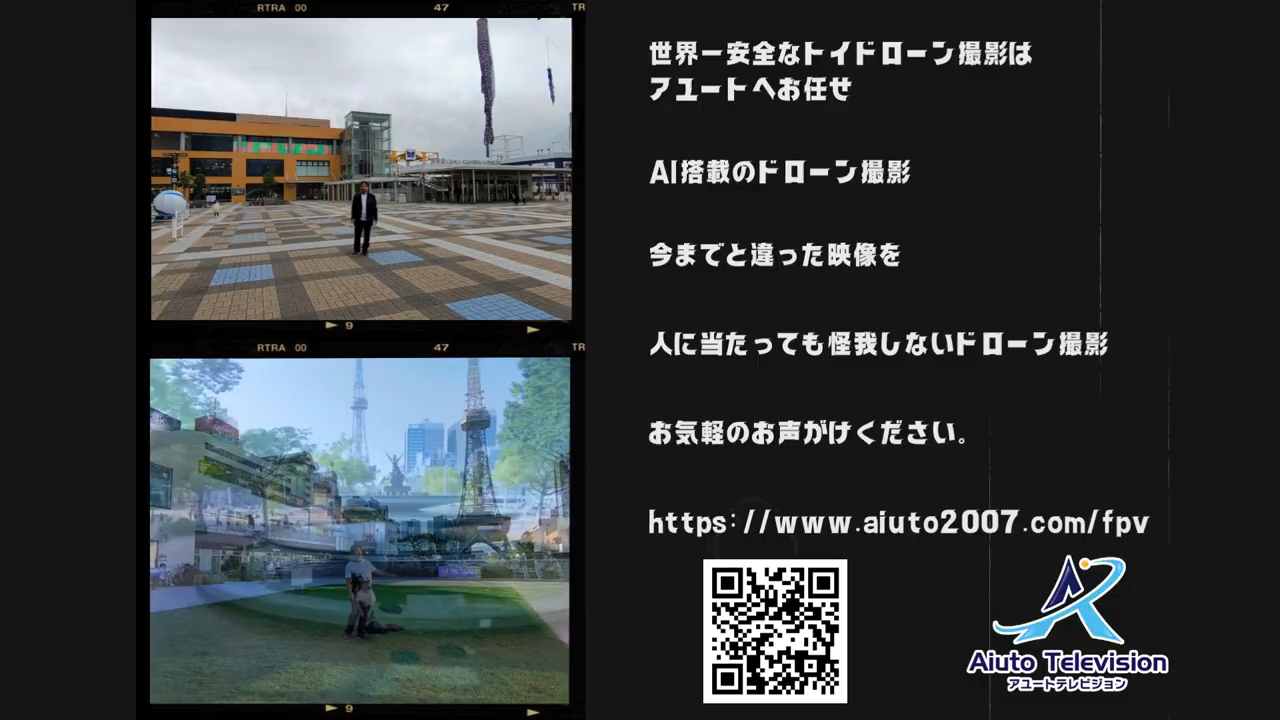 RTRA 00 47 TR
9
RTRA 00 47 TR
9
世界一安全なトイドローン撮影は
アユートへお任せ
AI搭載のドローン撮影
今までと違った映像を
人に当たっても怪我しないドローン撮影
お気軽のお声がけください。
https://www.aiuto2007.com/fpv
Aiuto Television
アユートテレビジョン